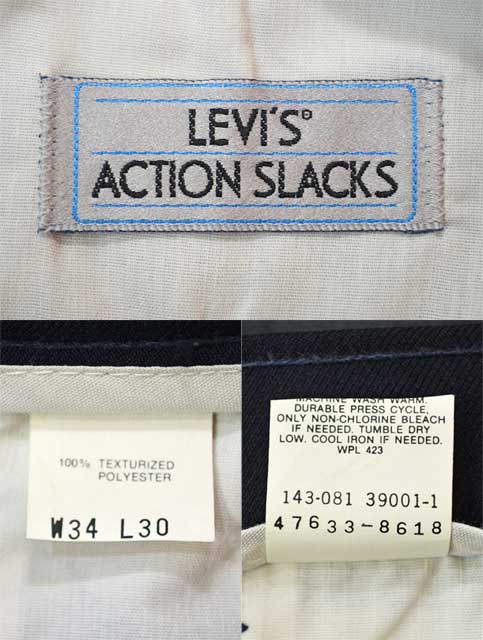 LEVI'S®
ACTION SLACKS
100% TEXTURIZED
POLYESTER
W34 L30
MACHINE WASH WARM.
DURABLE PRESS CYCLE,
ONLY NON-CHLORINE BLEACH
IF NEEDED. TUMBLE DRY
LOW. COOL IRON IF NEEDED.
WPL 423
143-081 39001-1
47633-8618